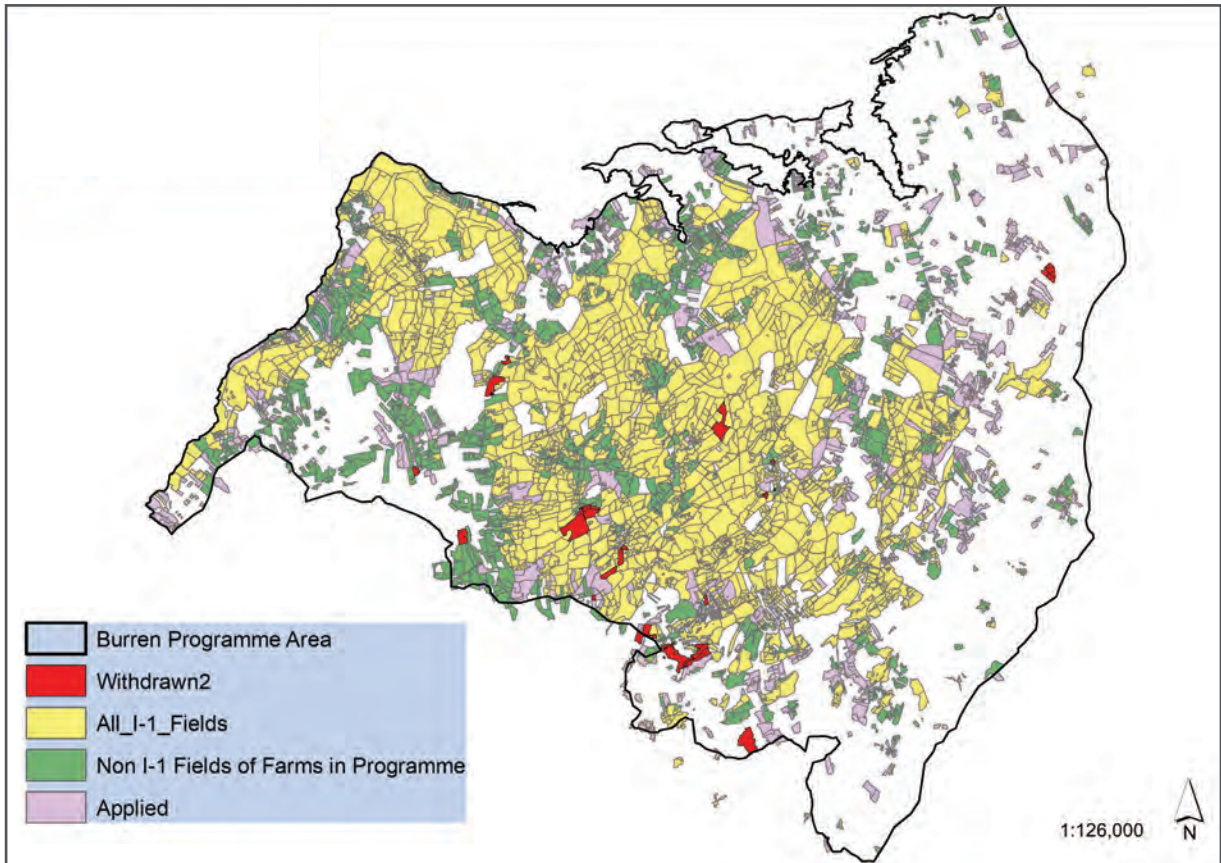 Burren Programme Area
Withdrawn2
All_I-1_Fields
Non I-1 Fields of Farms in Programme
Applied
1:126,000
N